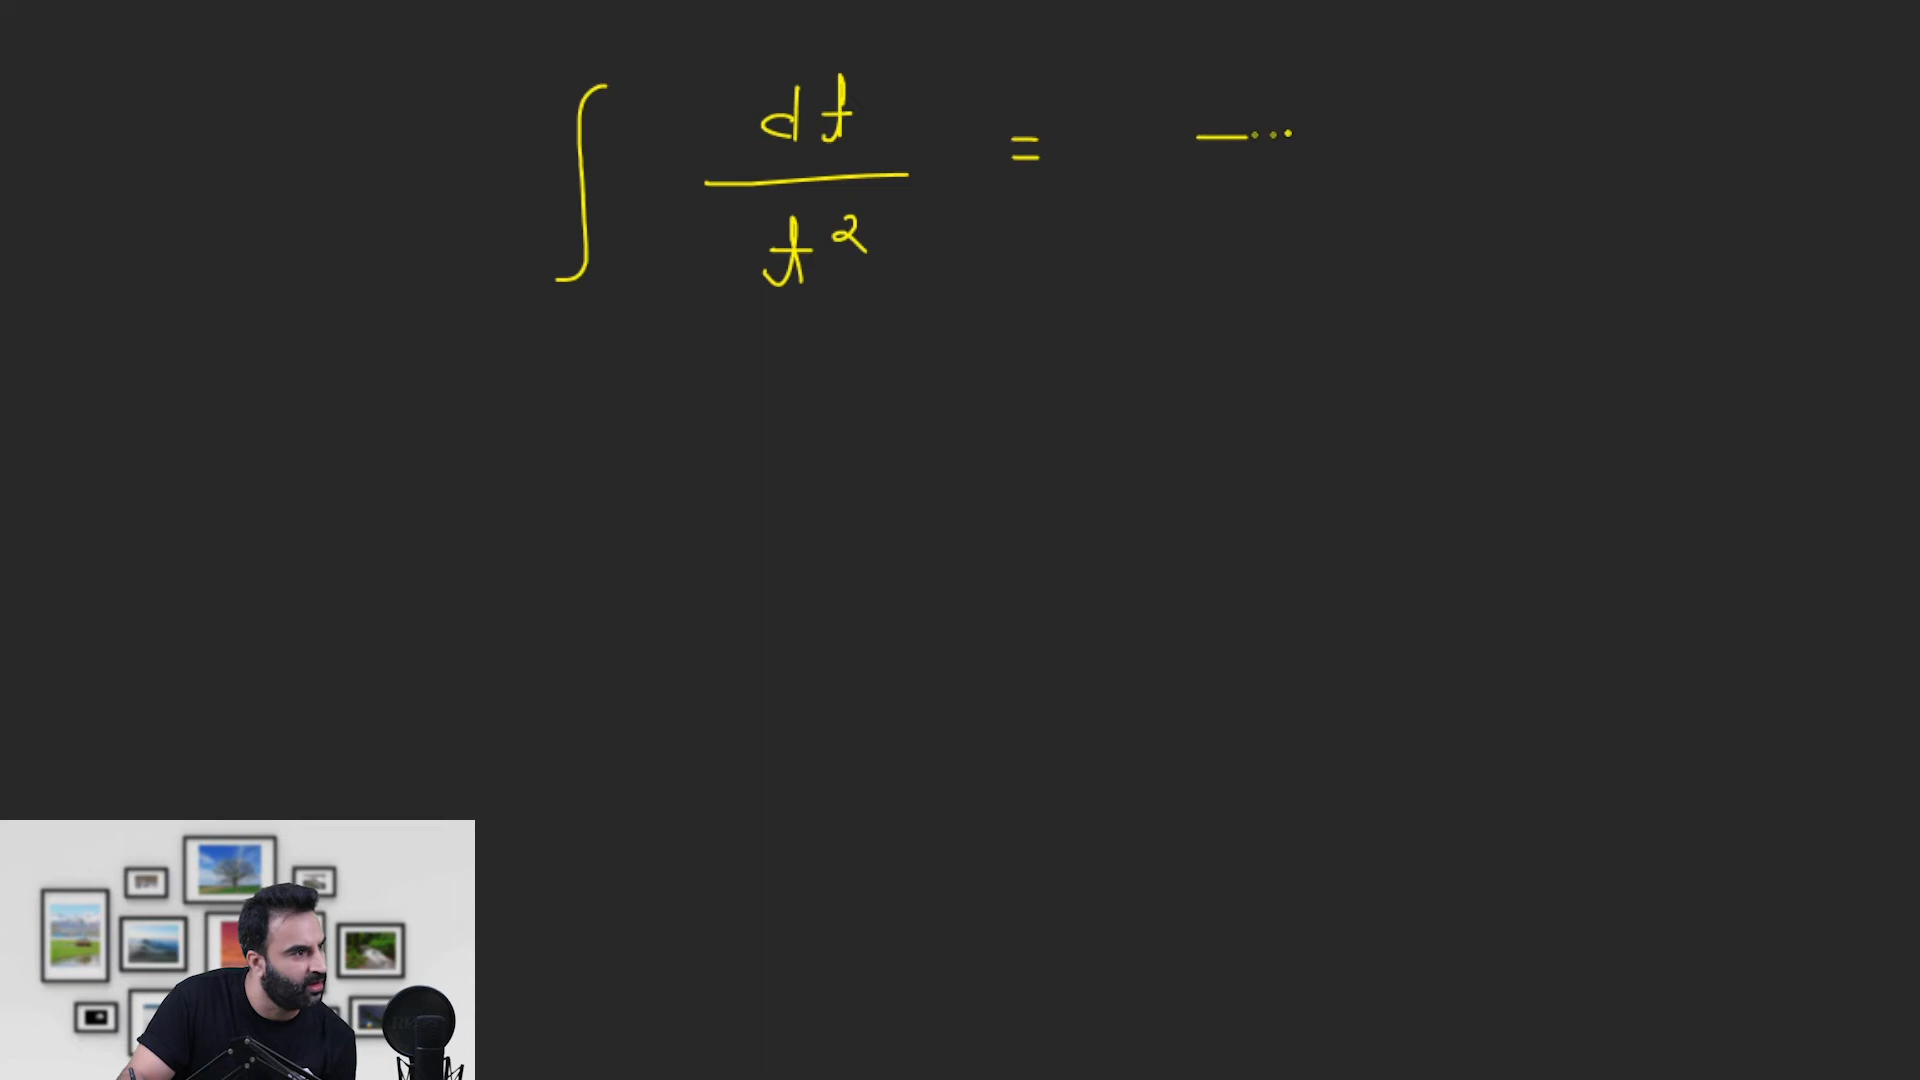 ∫ dt / t² = —